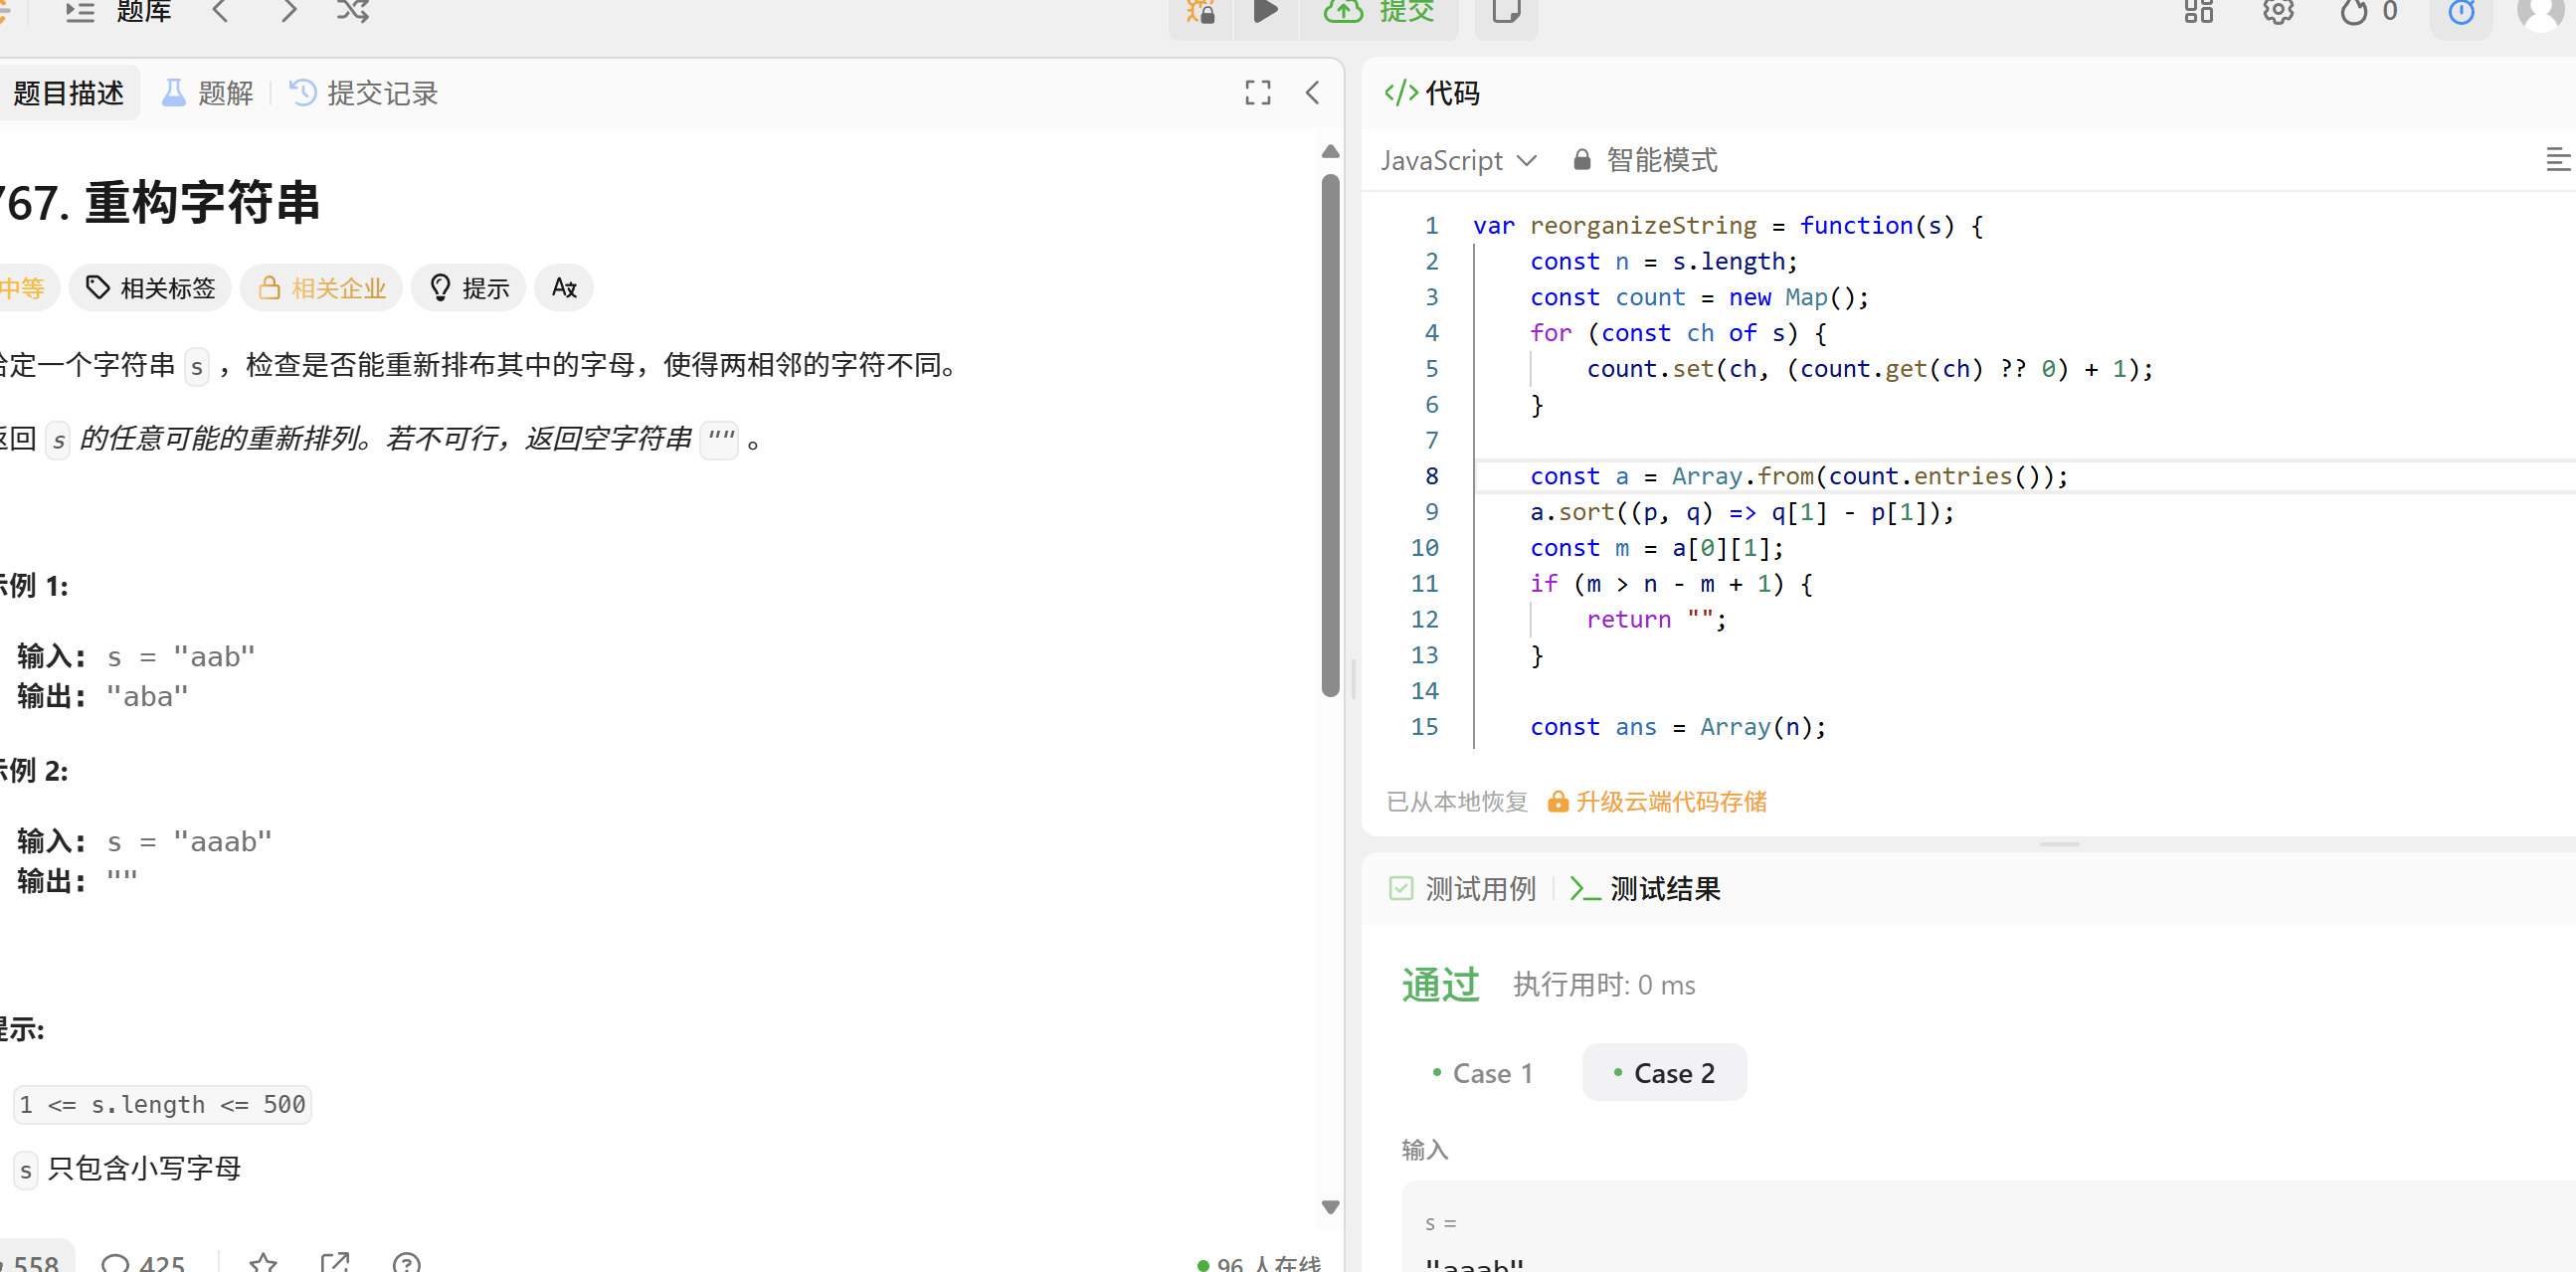 题库
提交
0
题目描述
题解
提交记录
767. 重构字符串
中等
相关标签
相关企业
提示
给定一个字符串 s ，检查是否能重新排布其中的字母，使得两相邻的字符不同。
返回 s 的任意可能的重新排列。若不可行，返回空字符串 "" 。
示例 1:
输入: s = "aab"
输出: "aba"
示例 2:
输入: s = "aaab"
输出: ""
提示:
1 <= s.length <= 500
s 只包含小写字母
558
425
96 人在线
</> 代码
JavaScript
智能模式
1 var reorganizeString = function(s) {
2 const n = s.length;
3 const count = new Map();
4 for (const ch of s) {
5 count.set(ch, (count.get(ch) ?? 0) + 1);
6 }
7
8 const a = Array.from(count.entries());
9 a.sort((p, q) => q[1] - p[1]);
10 const m = a[0][1];
11 if (m > n - m + 1) {
12 return "";
13 }
14
15 const ans = Array(n);
已从本地恢复 升级云端代码存储
测试用例
>_ 测试结果
通过 执行用时: 0 ms
Case 1
Case 2
输入
s =
"aaab"